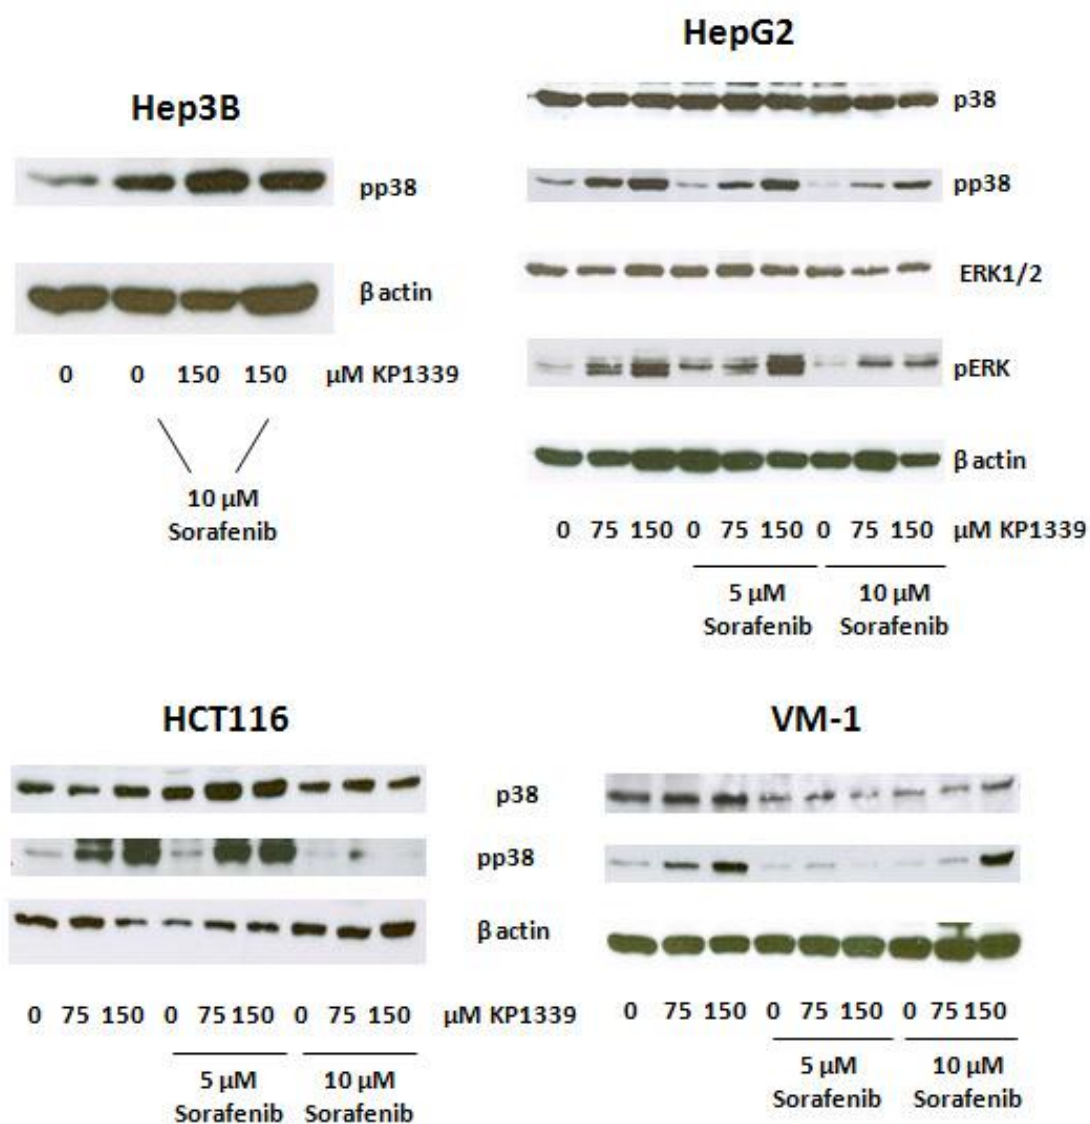 Hep3B
pp38
β actin
0 0 150 150 μM KP1339
10 μM
Sorafenib
HepG2
p38
pp38
ERK1/2
pERK
β actin
0 75 150 0 75 150 0 75 150 μM KP1339
5 μM 10 μM
Sorafenib Sorafenib
HCT116
p38
pp38
β actin
0 75 150 0 75 150 0 75 150 μM KP1339
5 μM 10 μM
Sorafenib Sorafenib
VM-1
0 75 150 0 75 150 0 75 150
5 μM 10 μM
Sorafenib Sorafenib